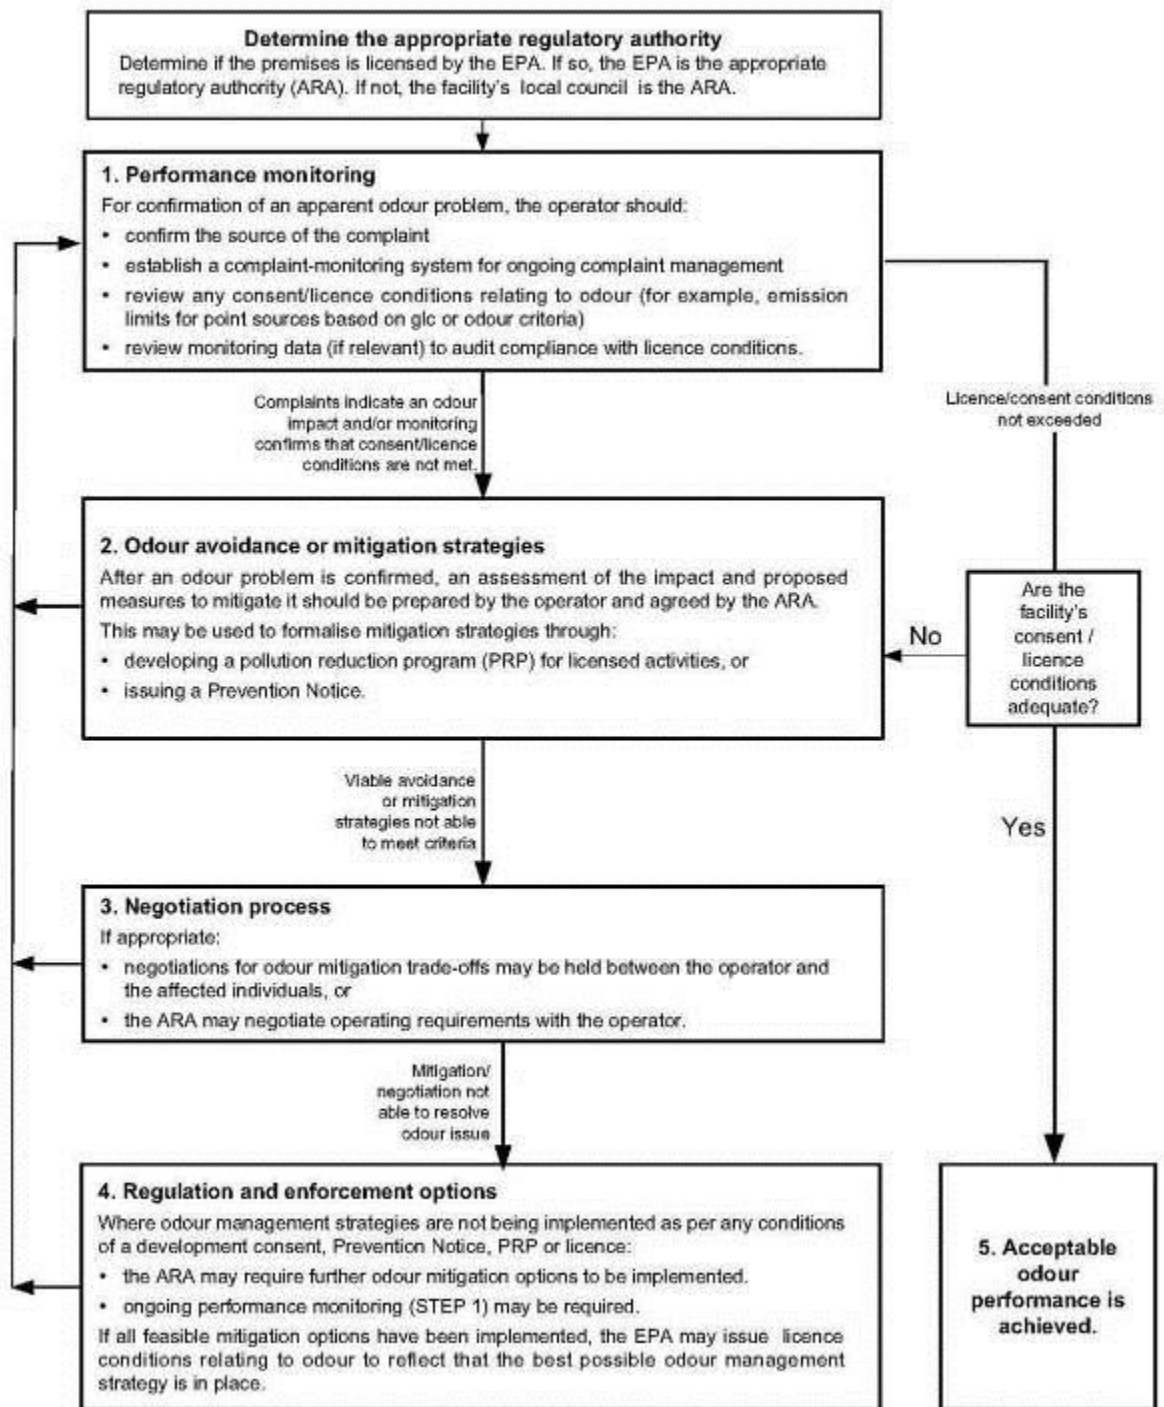 Determine the appropriate regulatory authority
Determine if the premises is licensed by the EPA. If so, the EPA is the appropriate
regulatory authority (ARA). If not, the facility's local council is the ARA.
1. Performance monitoring
For confirmation of an apparent odour problem, the operator should:
• confirm the source of the complaint
• establish a complaint-monitoring system for ongoing complaint management
• review any consent/licence conditions relating to odour (for example, emission
limits for point sources based on glc or odour criteria)
• review monitoring data (if relevant) to audit compliance with licence conditions.
Complaints indicate an odour
impact and/or monitoring
confirms that consent/licence
conditions are not met.
Licence/consent conditions
not exceeded
2. Odour avoidance or mitigation strategies
After an odour problem is confirmed, an assessment of the impact and proposed
measures to mitigate it should be prepared by the operator and agreed by the ARA.
This may be used to formalise mitigation strategies through:
• developing a pollution reduction program (PRP) for licensed activities, or
• issuing a Prevention Notice.
No
Are the
facility's
consent /
licence
conditions
adequate?
Viable avoidance
or mitigation
strategies not able
to meet criteria
Yes
3. Negotiation process
If appropriate:
• negotiations for odour mitigation trade-offs may be held between the operator and
the affected individuals, or
• the ARA may negotiate operating requirements with the operator.
Mitigation/
negotiation not
able to resolve
odour issue
4. Regulation and enforcement options
Where odour management strategies are not being implemented as per any conditions
of a development consent, Prevention Notice, PRP or licence:
• the ARA may require further odour mitigation options to be implemented.
• ongoing performance monitoring (STEP 1) may be required.
If all feasible mitigation options have been implemented, the EPA may issue licence
conditions relating to odour to reflect that the best possible odour management
strategy is in place.
5. Acceptable
odour
performance is
achieved.